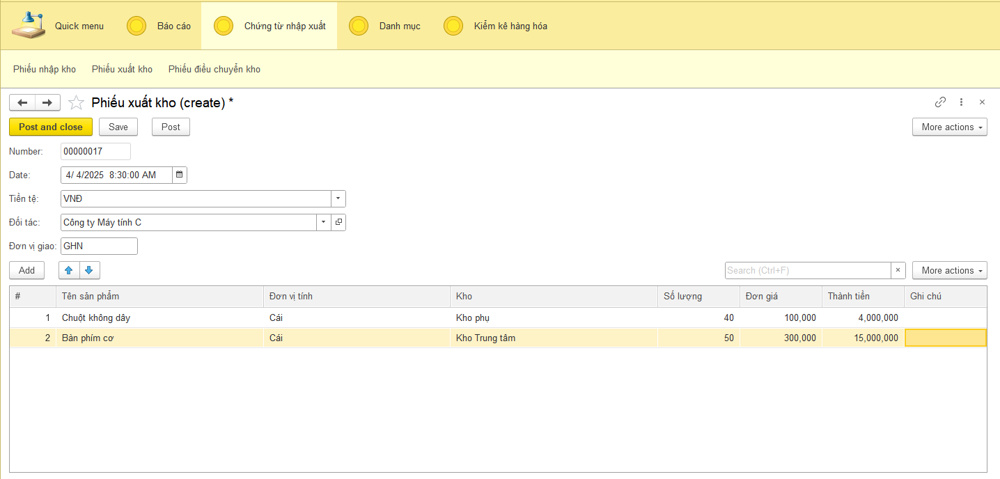 Quick menu Báo cáo Chứng từ nhập xuất Danh mục Kiểm kê hàng hóa
Phiếu nhập kho Phiếu xuất kho Phiếu điều chuyển kho
Phiếu xuất kho (create) *
Post and close Save Post More actions
Number: 00000017
Date: 4/ 4/2025 8:30:00 AM
Tiền tệ: VNĐ
Đối tác: Công ty Máy tính C
Đơn vị giao: GHN
Add Search (Ctrl+F) × More actions
# Tên sản phẩm Đơn vị tính Kho Số lượng Đơn giá Thành tiền Ghi chú
1 Chuột không dây Cái Kho phụ 40 100,000 4,000,000
2 Bàn phím cơ Cái Kho Trung tâm 50 300,000 15,000,000